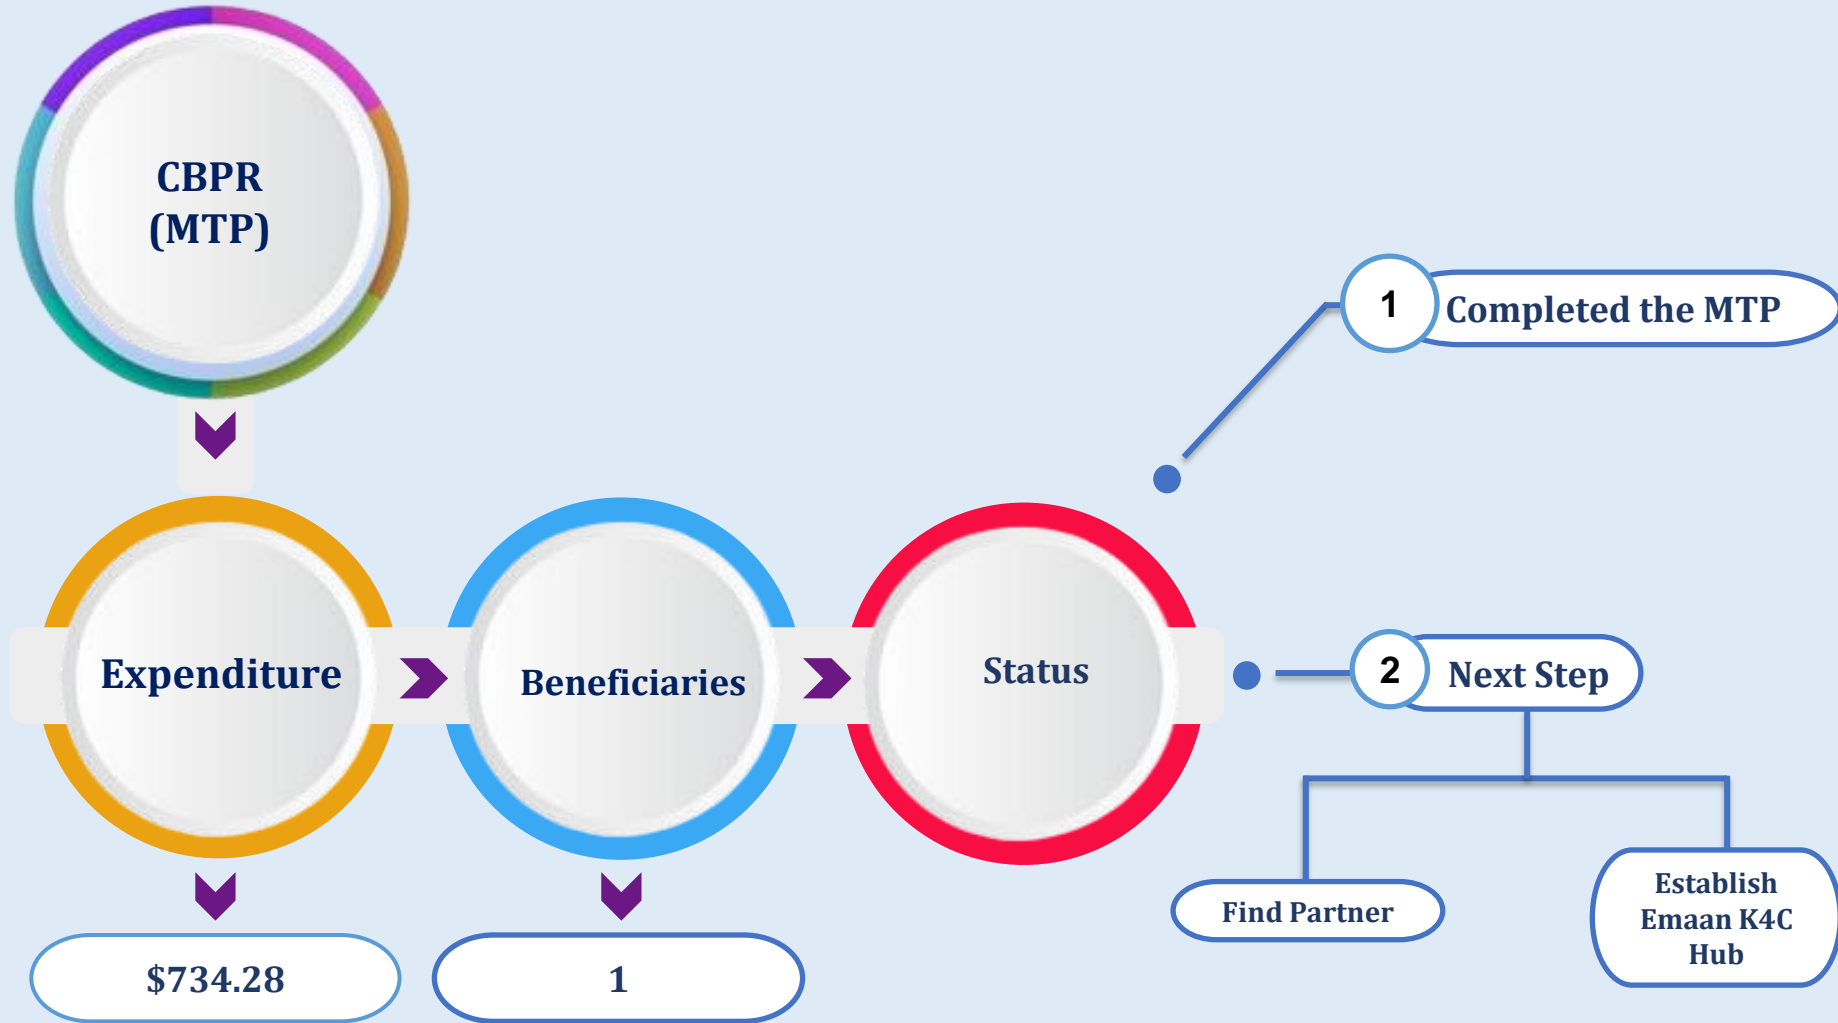 CBPR
(MTP)
1
Completed the MTP
Expenditure
Beneficiaries
Status
2
Next Step
Find Partner
Establish
Emaan K4C
Hub
$734.28
1